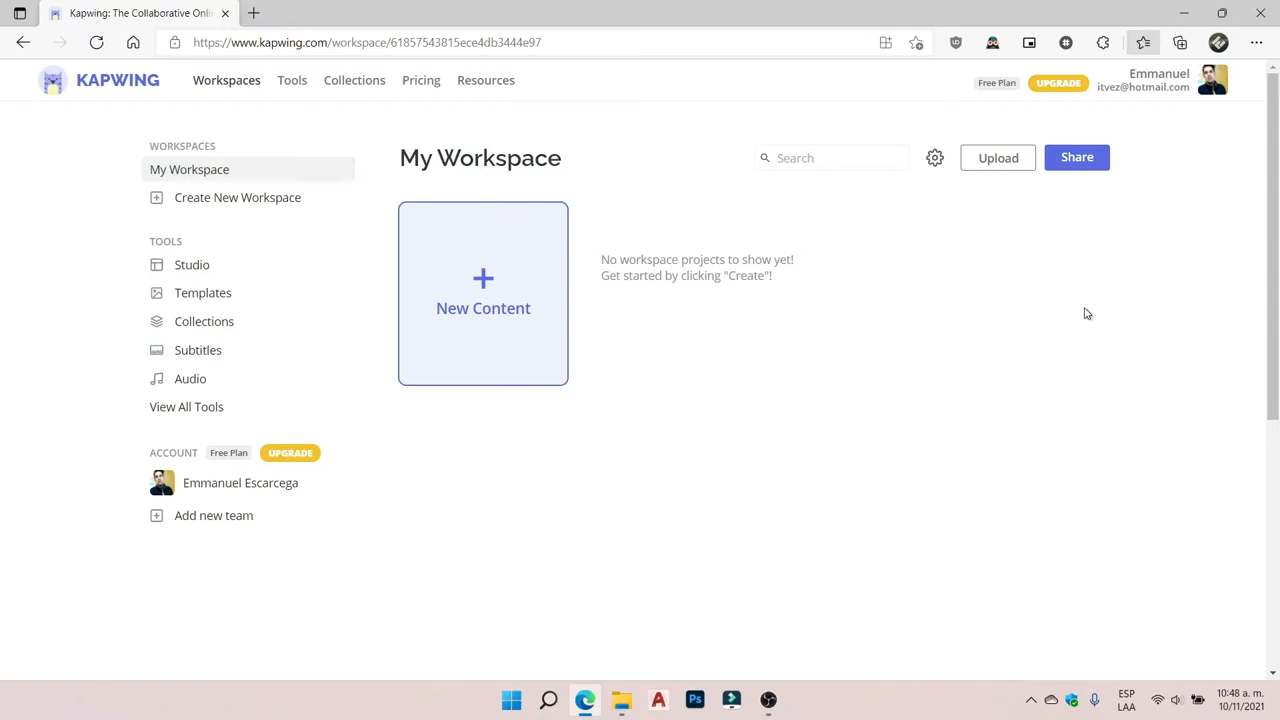 Kapwing: The Collaborative Onli
https://www.kapwing.com/workspace/61857543815ece4db3444e97
KAPWING
Workspaces
Tools
Collections
Pricing
Resources
Free Plan
UPGRADE
Emmanuel
itvez@hotmail.com
WORKSPACES
My Workspace
Create New Workspace
TOOLS
Studio
Templates
Collections
Subtitles
Audio
View All Tools
ACCOUNT
Free Plan
UPGRADE
Emmanuel Escarcega
Add new team
My Workspace
Search
Upload
Share
New Content
No workspace projects to show yet!
Get started by clicking "Create"!
A
Ps
ESP
LAA
10:48 a. m.
10/11/2021